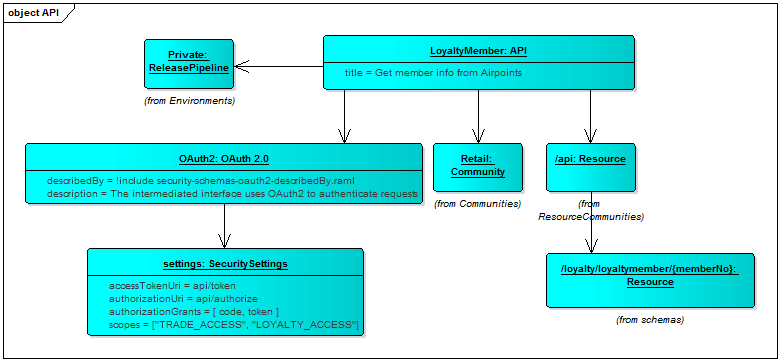 object API
Private:
ReleasePipeline
(from Environments)
LoyaltyMember: API
title = Get member info from Airpoints
OAuth2: OAuth 2.0
describedBy = !include security-schemas-oauth2-describedBy.raml
description = The intermediated interface uses OAuth2 to authenticate requests
Retail:
Community
(from Communities)
/api: Resource
(from
ResourceCommunities)
settings: SecuritySettings
accessTokenUri = api/token
authorizationUri = api/authorize
authorizationGrants = [ code, token ]
scopes = ["TRADE_ACCESS", "LOYALTY_ACCESS"]
/loyalty/loyaltymember/{memberNo}:
Resource
(from schemas)